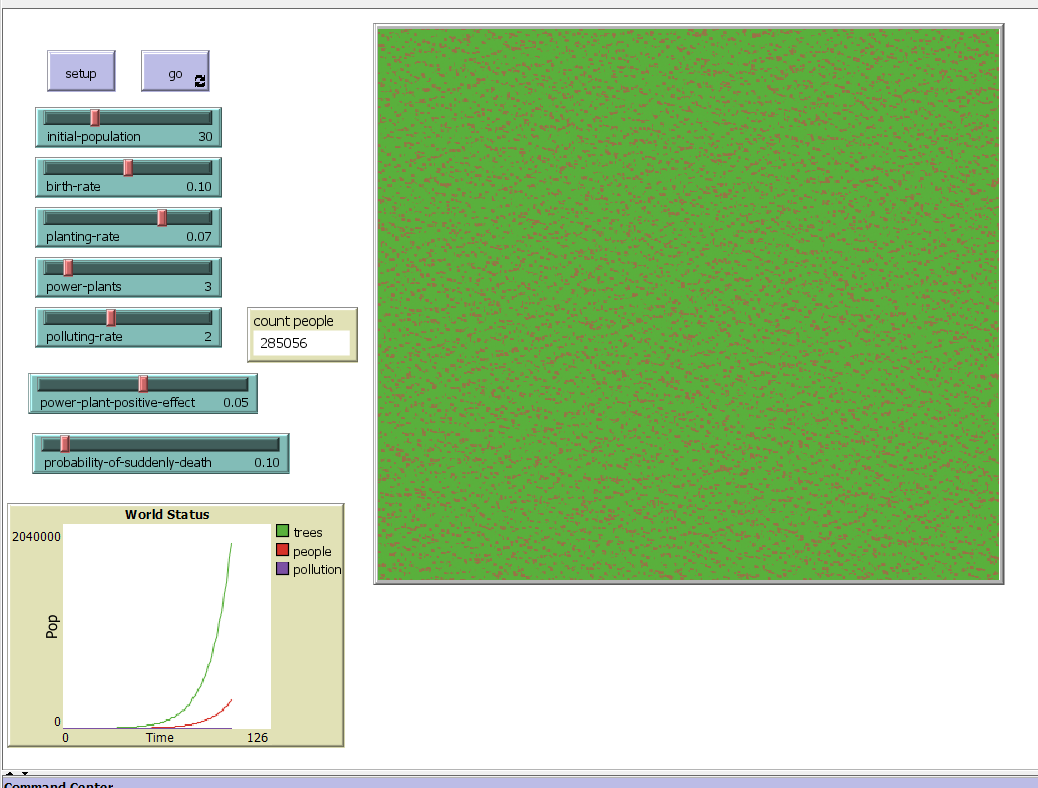 setup
go
initial-population 30
birth-rate 0.10
planting-rate 0.07
power-plants 3
polluting-rate 2
count people
285056
power-plant-positive-effect 0.05
probability-of-suddenly-death 0.10
World Status
2040000
Pop
0
0 Time 126
trees
people
pollution
Command Center